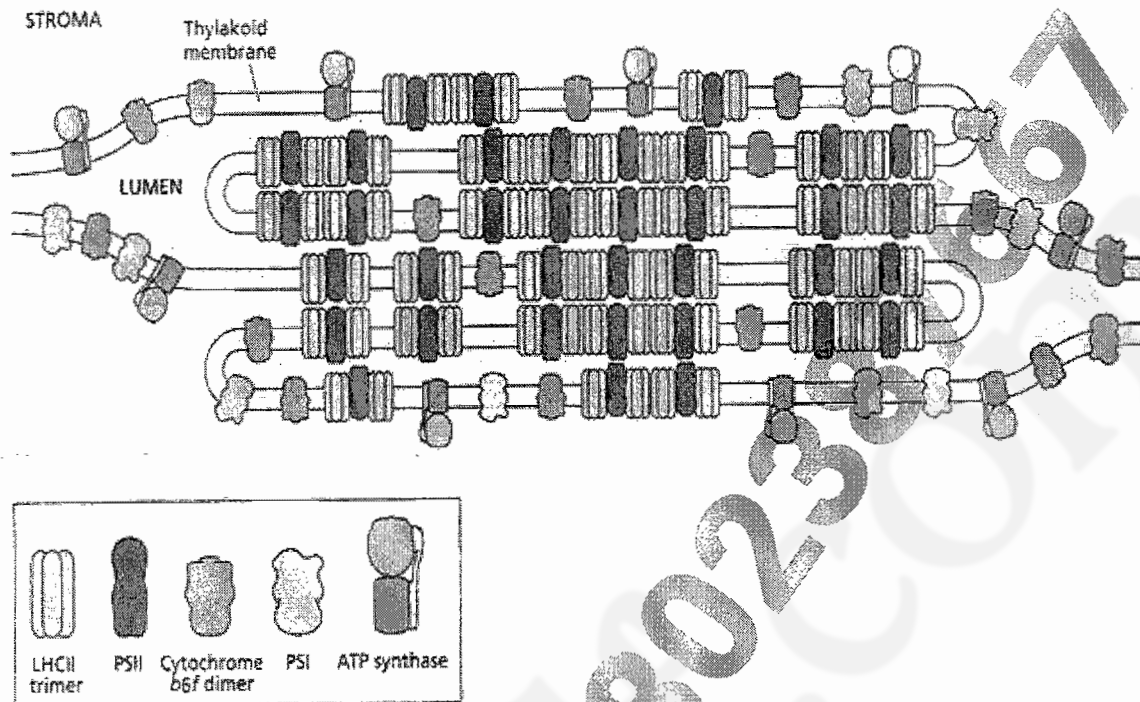 STROMA
Thylakoid
membrane
LUMEN
LHCII
trimer
PSII
Cytochrome
b6f dimer
PSI
ATP synthase